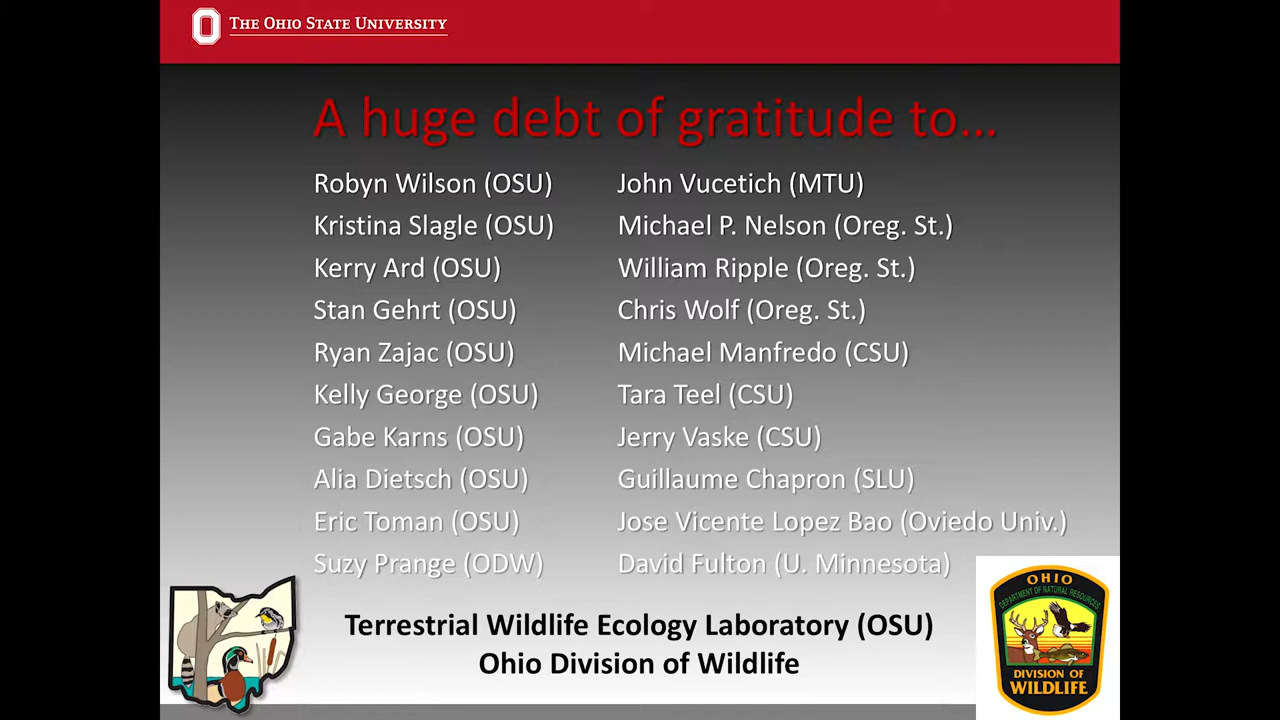 THE OHIO STATE UNIVERSITY
A huge debt of gratitude to...
Robyn Wilson (OSU)
Kristina Slagle (OSU)
Kerry Ard (OSU)
Stan Gehrt (OSU)
Ryan Zajac (OSU)
Kelly George (OSU)
Gabe Karns (OSU)
Alia Dietsch (OSU)
Eric Toman (OSU)
Suzy Prange (ODW)
John Vucetich (MTU)
Michael P. Nelson (Oreg. St.)
William Ripple (Oreg. St.)
Chris Wolf (Oreg. St.)
Michael Manfredo (CSU)
Tara Teel (CSU)
Jerry Vaske (CSU)
Guillaume Chapron (SLU)
Jose Vicente Lopez Bao (Oviedo Univ.)
David Fulton (U. Minnesota)
Terrestrial Wildlife Ecology Laboratory (OSU)
Ohio Division of Wildlife
OHIO
DEPARTMENT OF NATURAL RESOURCES
DIVISION OF
WILDLIFE